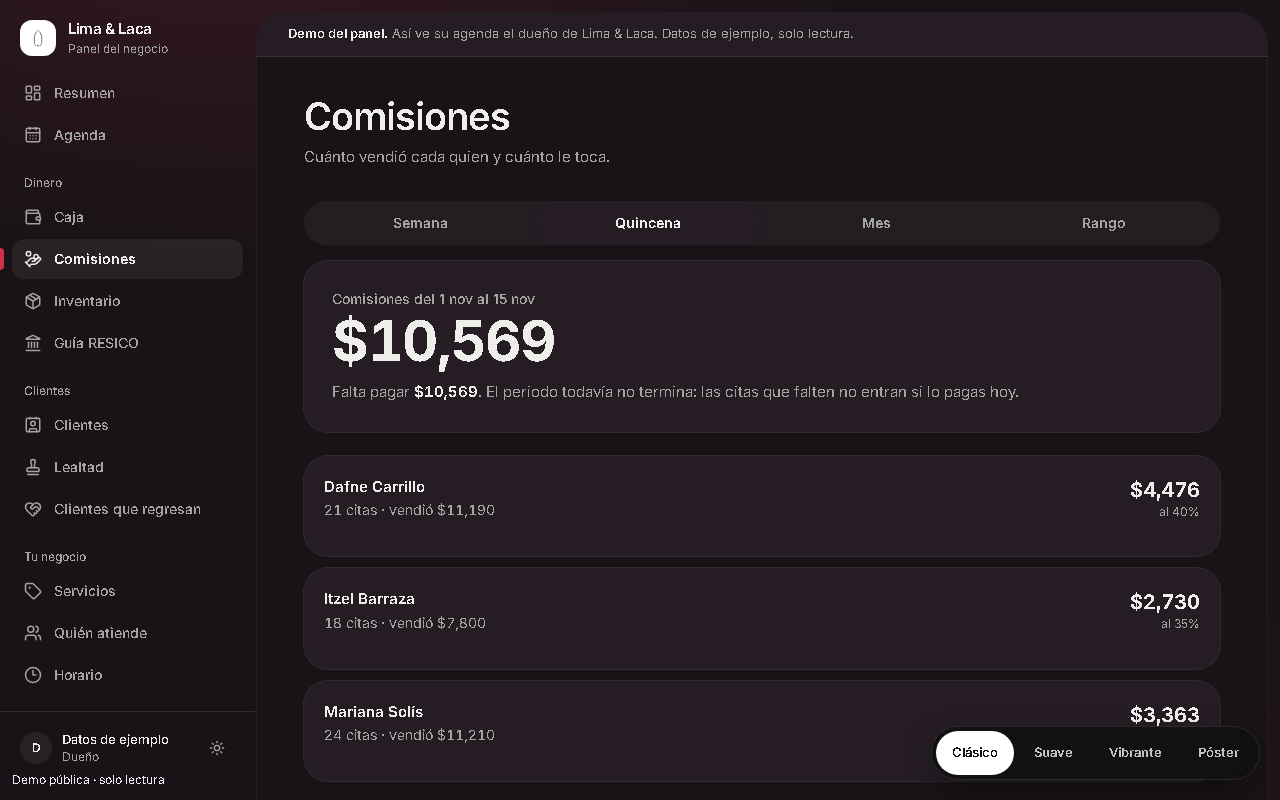 Lima & Laca
Panel del negocio
Resumen
Agenda
Dinero
Caja
Comisiones
Inventario
Guía RESICO
Clientes
Clientes
Lealtad
Clientes que regresan
Tu negocio
Servicios
Quién atiende
Horario
D
Datos de ejemplo
Dueño
Demo pública · solo lectura
Demo del panel. Así ve su agenda el dueño de Lima & Laca. Datos de ejemplo, solo lectura.
Comisiones
Cuánto vendió cada quien y cuánto le toca.
Semana Quincena Mes Rango
Comisiones del 1 nov al 15 nov
$10,569
Falta pagar $10,569. El periodo todavía no termina: las citas que falten no entran si lo pagas hoy.
Dafne Carrillo
21 citas · vendió $11,190
$4,476
al 40%
Itzel Barraza
18 citas · vendió $7,800
$2,730
al 35%
Mariana Solís
24 citas · vendió $11,210
$3,363
Clásico Suave Vibrante Póster